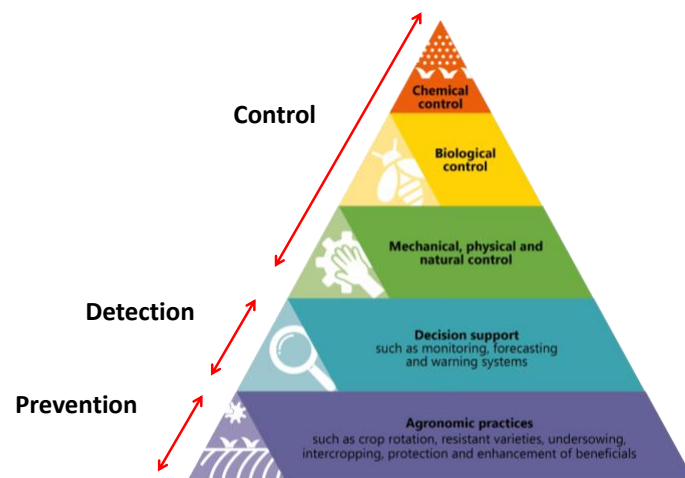 Chemical
control
Control
Biological
control
Mechanical, physical and
natural control
Detection
Decision support
such as monitoring, forecasting
and warning systems
Prevention
Agronomic practices
such as crop rotation, resistant varieties, undersowing,
intercropping, protection and enhancement of beneficials